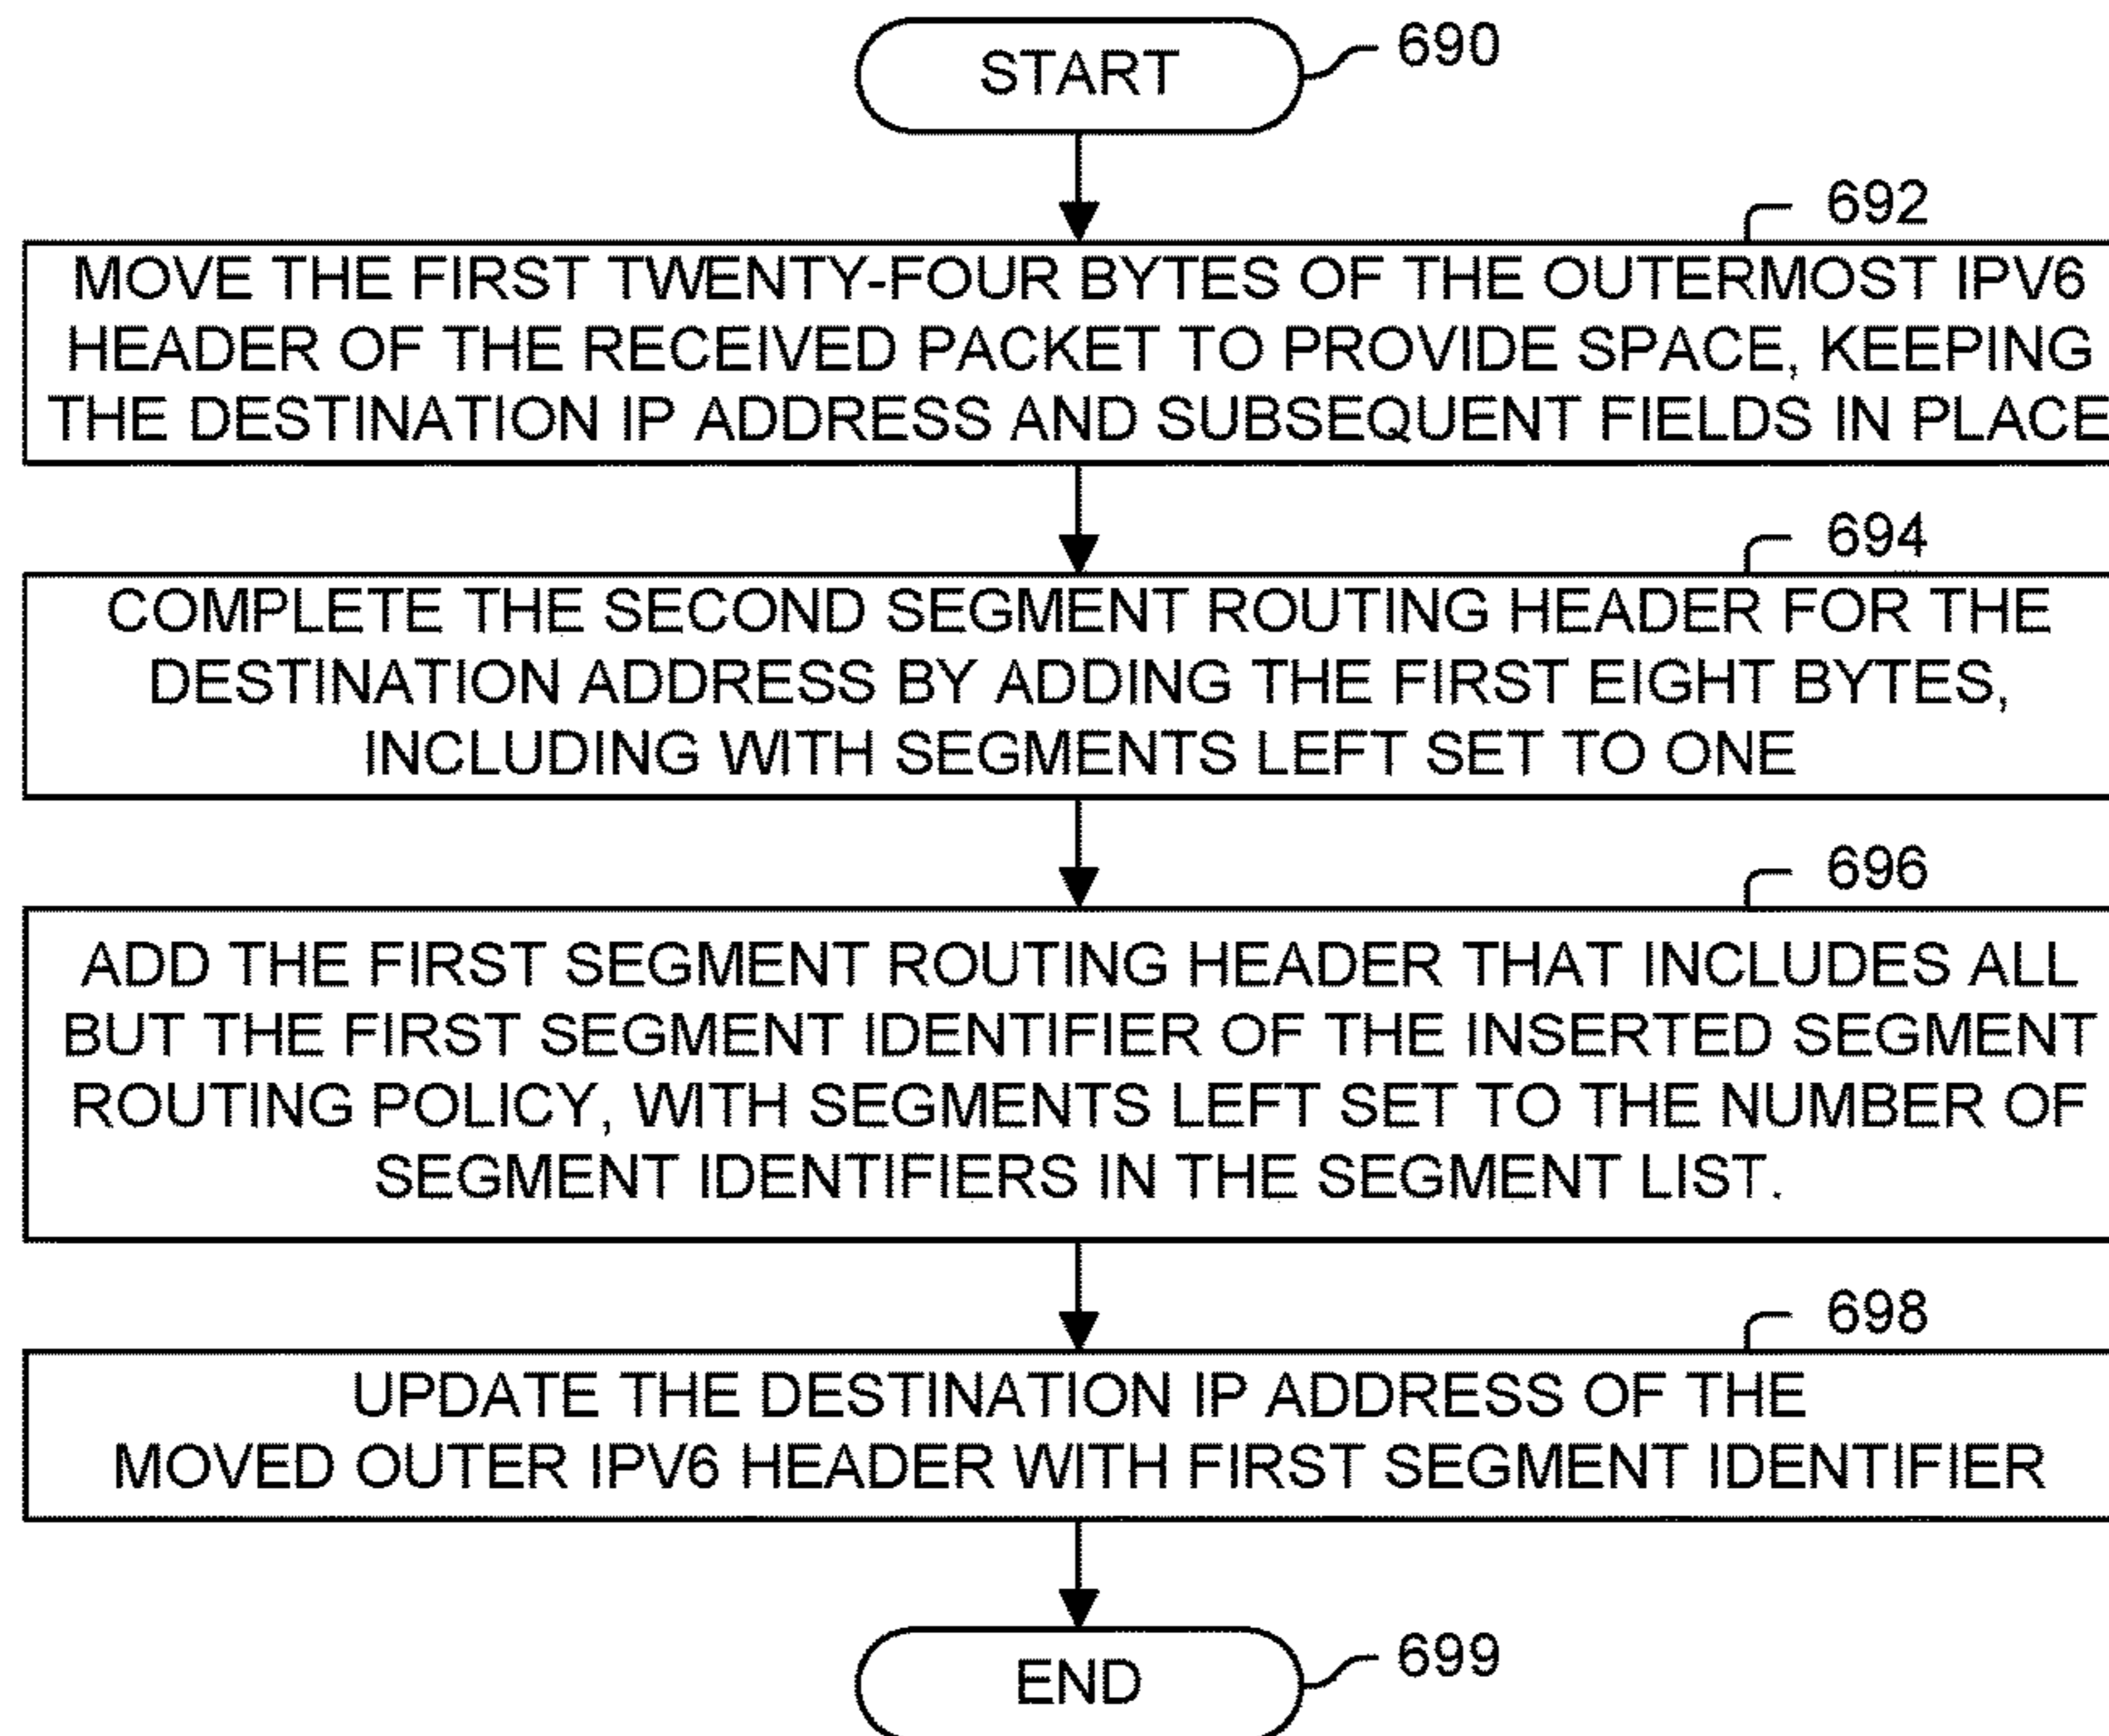 START
690
692
MOVE THE FIRST TWENTY-FOUR BYTES OF THE OUTERMOST IPV6
HEADER OF THE RECEIVED PACKET TO PROVIDE SPACE, KEEPING
THE DESTINATION IP ADDRESS AND SUBSEQUENT FIELDS IN PLACE
694
COMPLETE THE SECOND SEGMENT ROUTING HEADER FOR THE
DESTINATION ADDRESS BY ADDING THE FIRST EIGHT BYTES,
INCLUDING WITH SEGMENTS LEFT SET TO ONE
696
ADD THE FIRST SEGMENT ROUTING HEADER THAT INCLUDES ALL
BUT THE FIRST SEGMENT IDENTIFIER OF THE INSERTED SEGMENT
ROUTING POLICY, WITH SEGMENTS LEFT SET TO THE NUMBER OF
SEGMENT IDENTIFIERS IN THE SEGMENT LIST.
698
UPDATE THE DESTINATION IP ADDRESS OF THE
MOVED OUTER IPV6 HEADER WITH FIRST SEGMENT IDENTIFIER
END
699